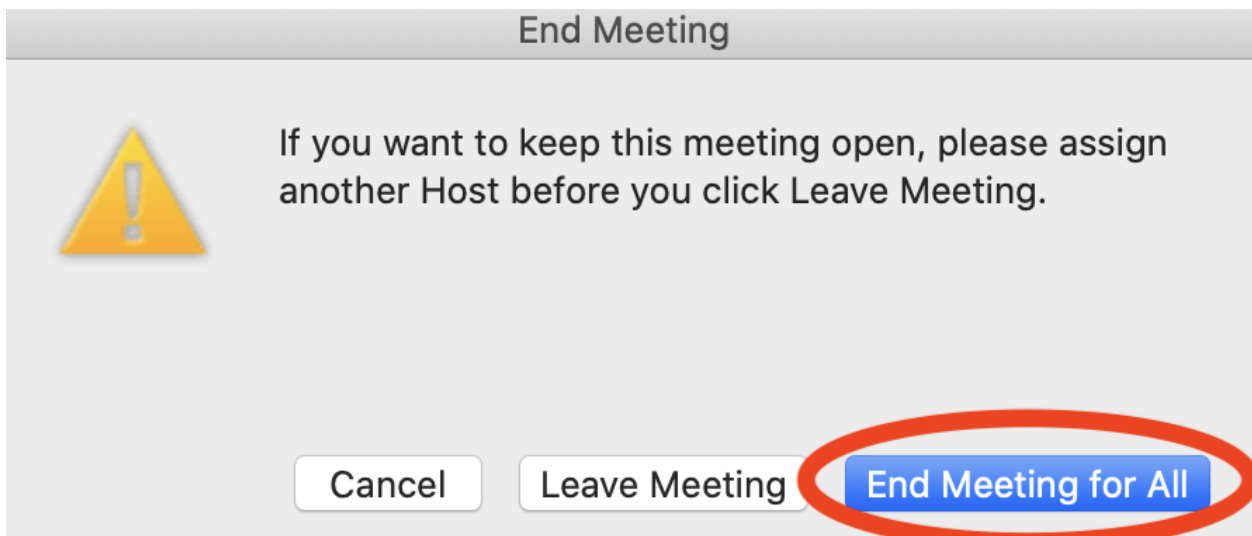 End Meeting
If you want to keep this meeting open, please assign
another Host before you click Leave Meeting.
Cancel
Leave Meeting
End Meeting for All